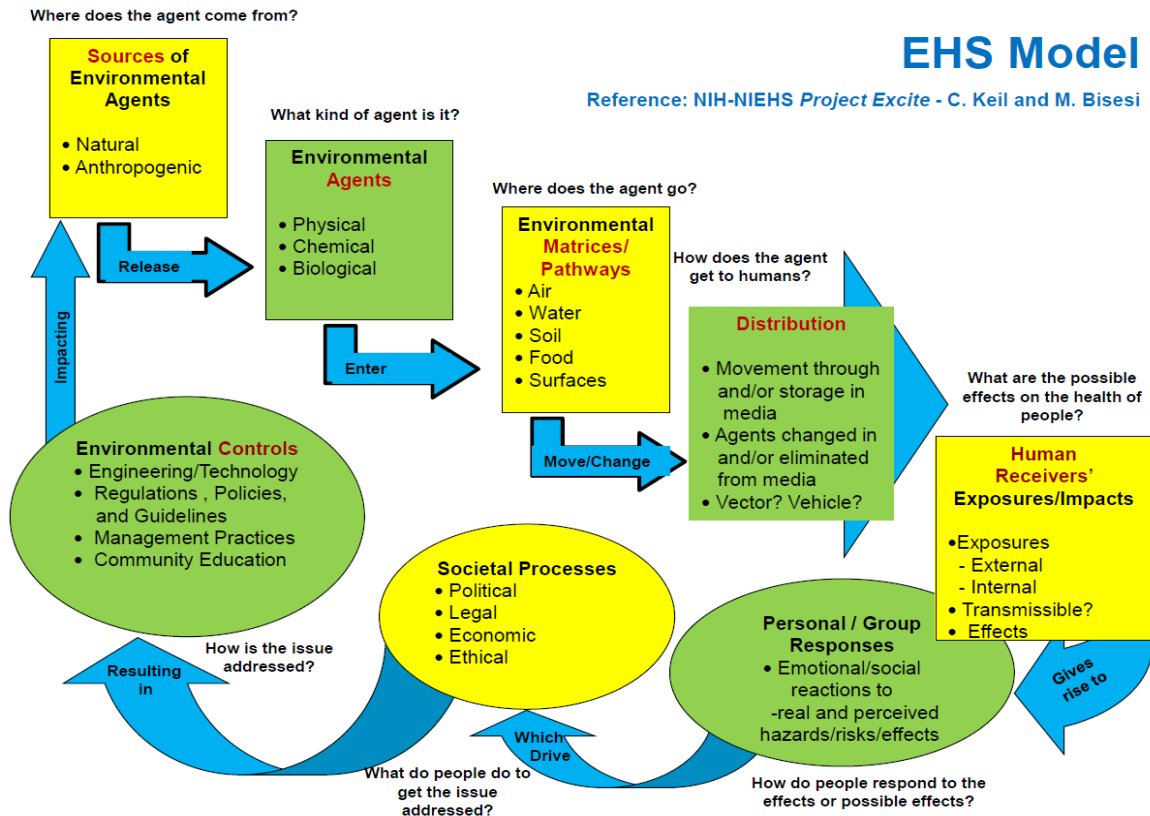 Where does the agent come from?
EHS Model
Reference: NIH-NIEHS Project Excite - C. Keil and M. Bisesi
Sources of
Environmental
Agents
• Natural
• Anthropogenic
What kind of agent is it?
Environmental
Agents
• Physical
• Chemical
• Biological
Release
Where does the agent go?
Environmental
Matrices/
Pathways
• Air
• Water
• Soil
• Food
• Surfaces
Enter
How does the agent
get to humans?
Distribution
• Movement through
and/or storage in
media
• Agents changed in
and/or eliminated
from media
• Vector? Vehicle?
Move/Change
What are the possible
effects on the health of
people?
Human
Receivers'
Exposures/Impacts
•Exposures
- External
- Internal
• Transmissible?
• Effects
Gives
rise to
Personal / Group
Responses
• Emotional/social
reactions to
-real and perceived
hazards/risks/effects
How do people respond to the
effects or possible effects?
Which
Drive
Societal Processes
• Political
• Legal
• Economic
• Ethical
What do people do to
get the issue
addressed?
Resulting
in
How is the issue
addressed?
Environmental Controls
• Engineering/Technology
• Regulations , Policies,
and Guidelines
• Management Practices
• Community Education
Impacting